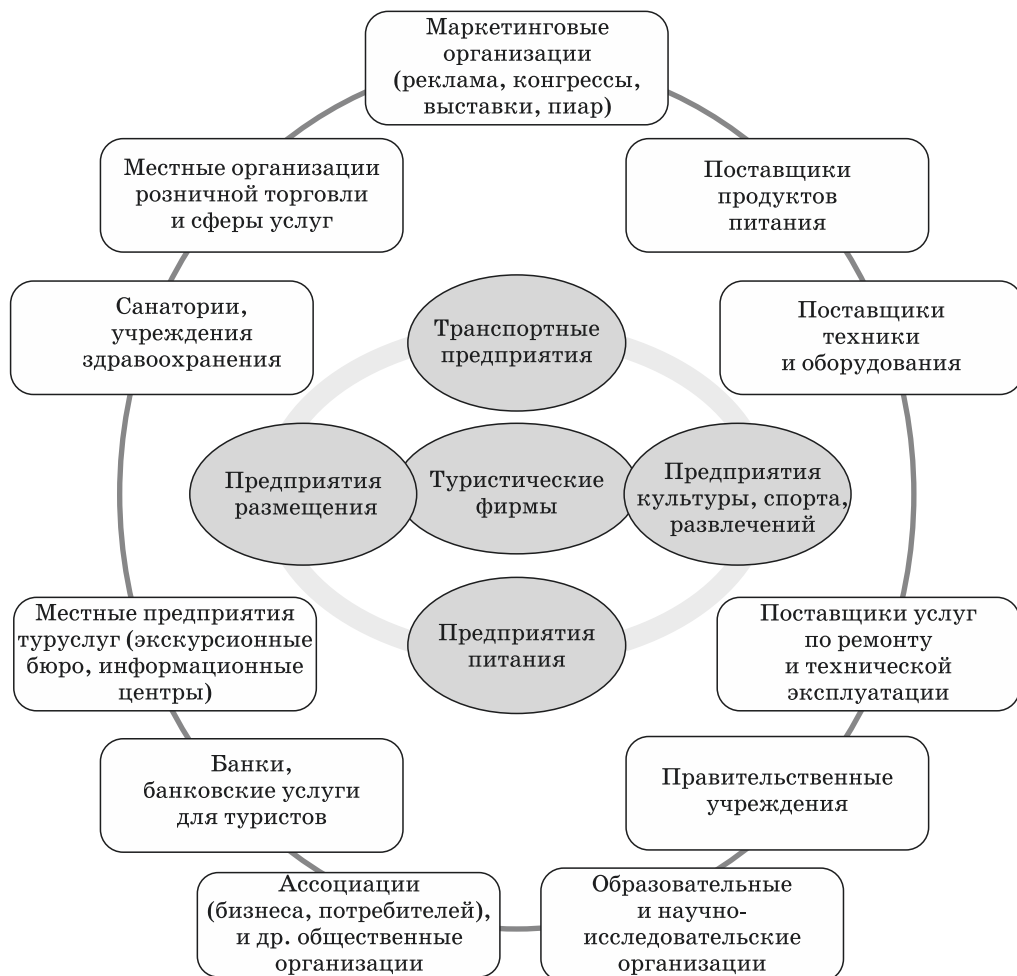 Маркетинговые
организации
(реклама, конгрессы,
выставки, пиар)
Местные организации
розничной торговли
и сферы услуг
Поставщики
продуктов
питания
Санатории,
учреждения
здравоохранения
Транспортные
предприятия
Поставщики
техники
и оборудования
Предприятия
размещения
Туристические
фирмы
Предприятия
культуры, спорта,
развлечений
Местные предприятия
туруслуг (экскурсионные
бюро, информационные
центры)
Предприятия
питания
Поставщики услуг
по ремонту
и технической
эксплуатации
Банки,
банковские услуги
для туристов
Правительственные
учреждения
Ассоциации
(бизнеса, потребителей),
и др. общественные
организации
Образовательные
и научно-
исследовательские
организации